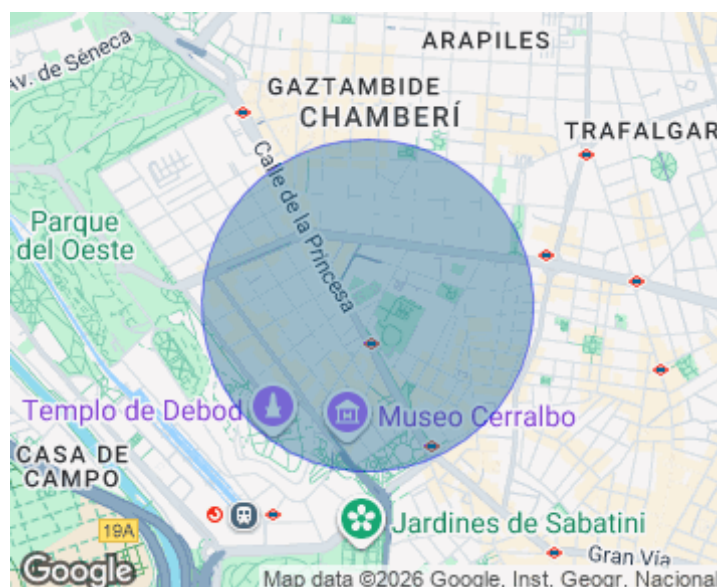 ARAPILES
Av. de Séneca
GAZTAMBIDE
CHAMBERÍ
TRAFALGAR
Calle de la Princesa
Parque
del Oeste
Templo de Debod
Museo Cerralbo
CASA DE
CAMPO
19A
Jardines de Sabatini
Gran Vía
Google
Map data ©2026 Google, Inst. Geogr. Nacional